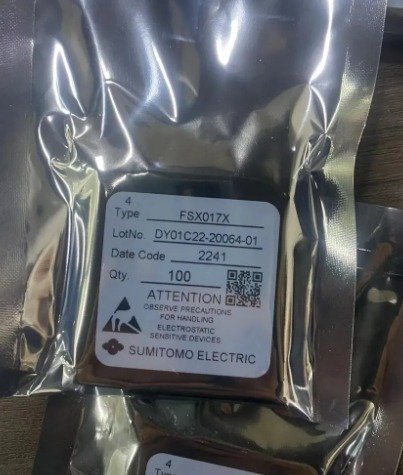 4
Type FSX017X
LotNo. DY01C22-20064-01
Date Code 2241
Qty. 100
ATTENTION
OBSERVE PRECAUTIONS
FOR HANDLING
ELECTROSTATIC
SENSITIVE DEVICES
SUMITOMO ELECTRIC
4
Type